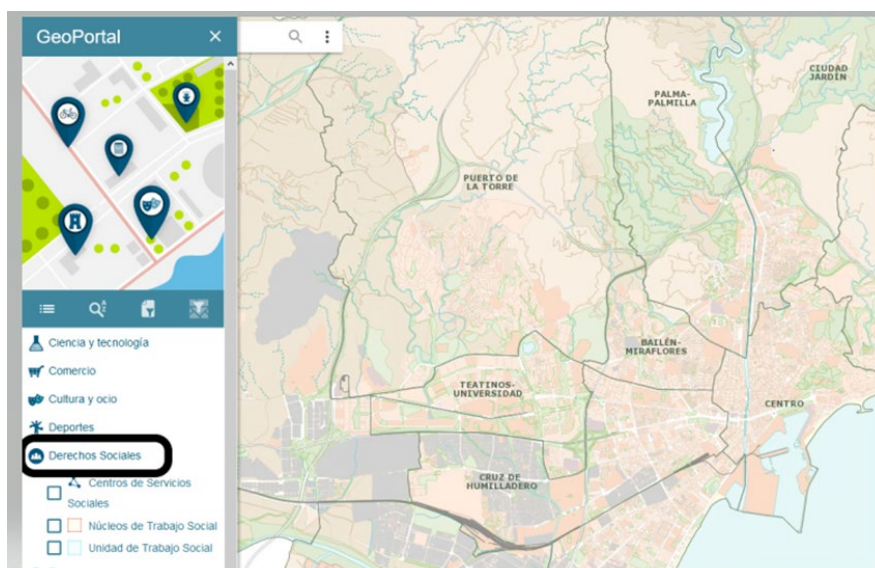 GeoPortal
Ciencia y tecnología
Comercio
Cultura y ocio
Deportes
Derechos Sociales
Centros de Servicios
Sociales
Núcleos de Trabajo Social
Unidad de Trabajo Social
CIUDAD
JARDÍN
PALMA-
PALMILLA
PUERTO DE
LA TORRE
BAILÉN-
MIRAFLORES
TEATINOS-
UNIVERSIDAD
CENTRO
CRUZ DE
HUMILLADERO